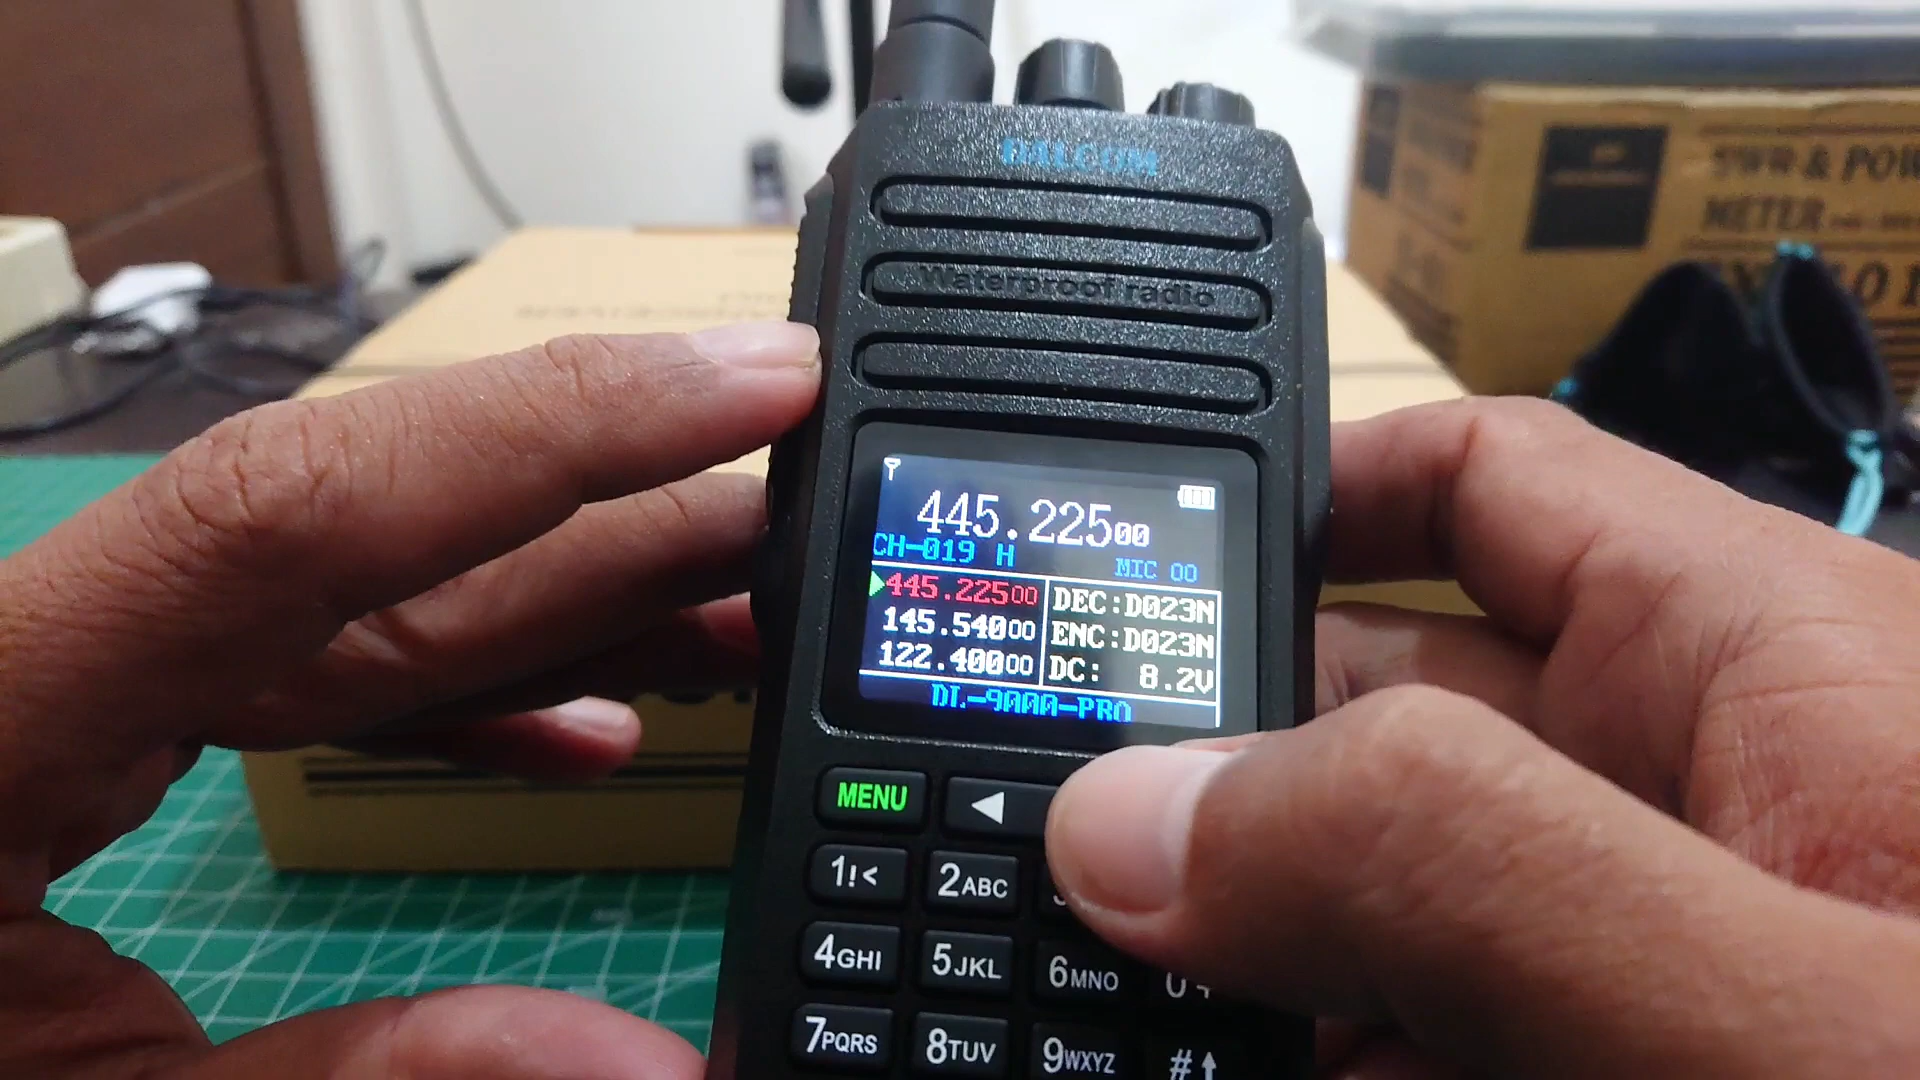 DALCOM
Waterproof radio
445.22500
CH-019 H
MIC 00
445.22500
145.54000
122.40000
DEC:D023N
ENC:D023N
DC: 8.2V
DL-9000-PRO
MENU
1!<
2ABC
4GHI
5JKL
6MNO
7PQRS
8TUV
9WXYZ
#
SWR & POW
METER